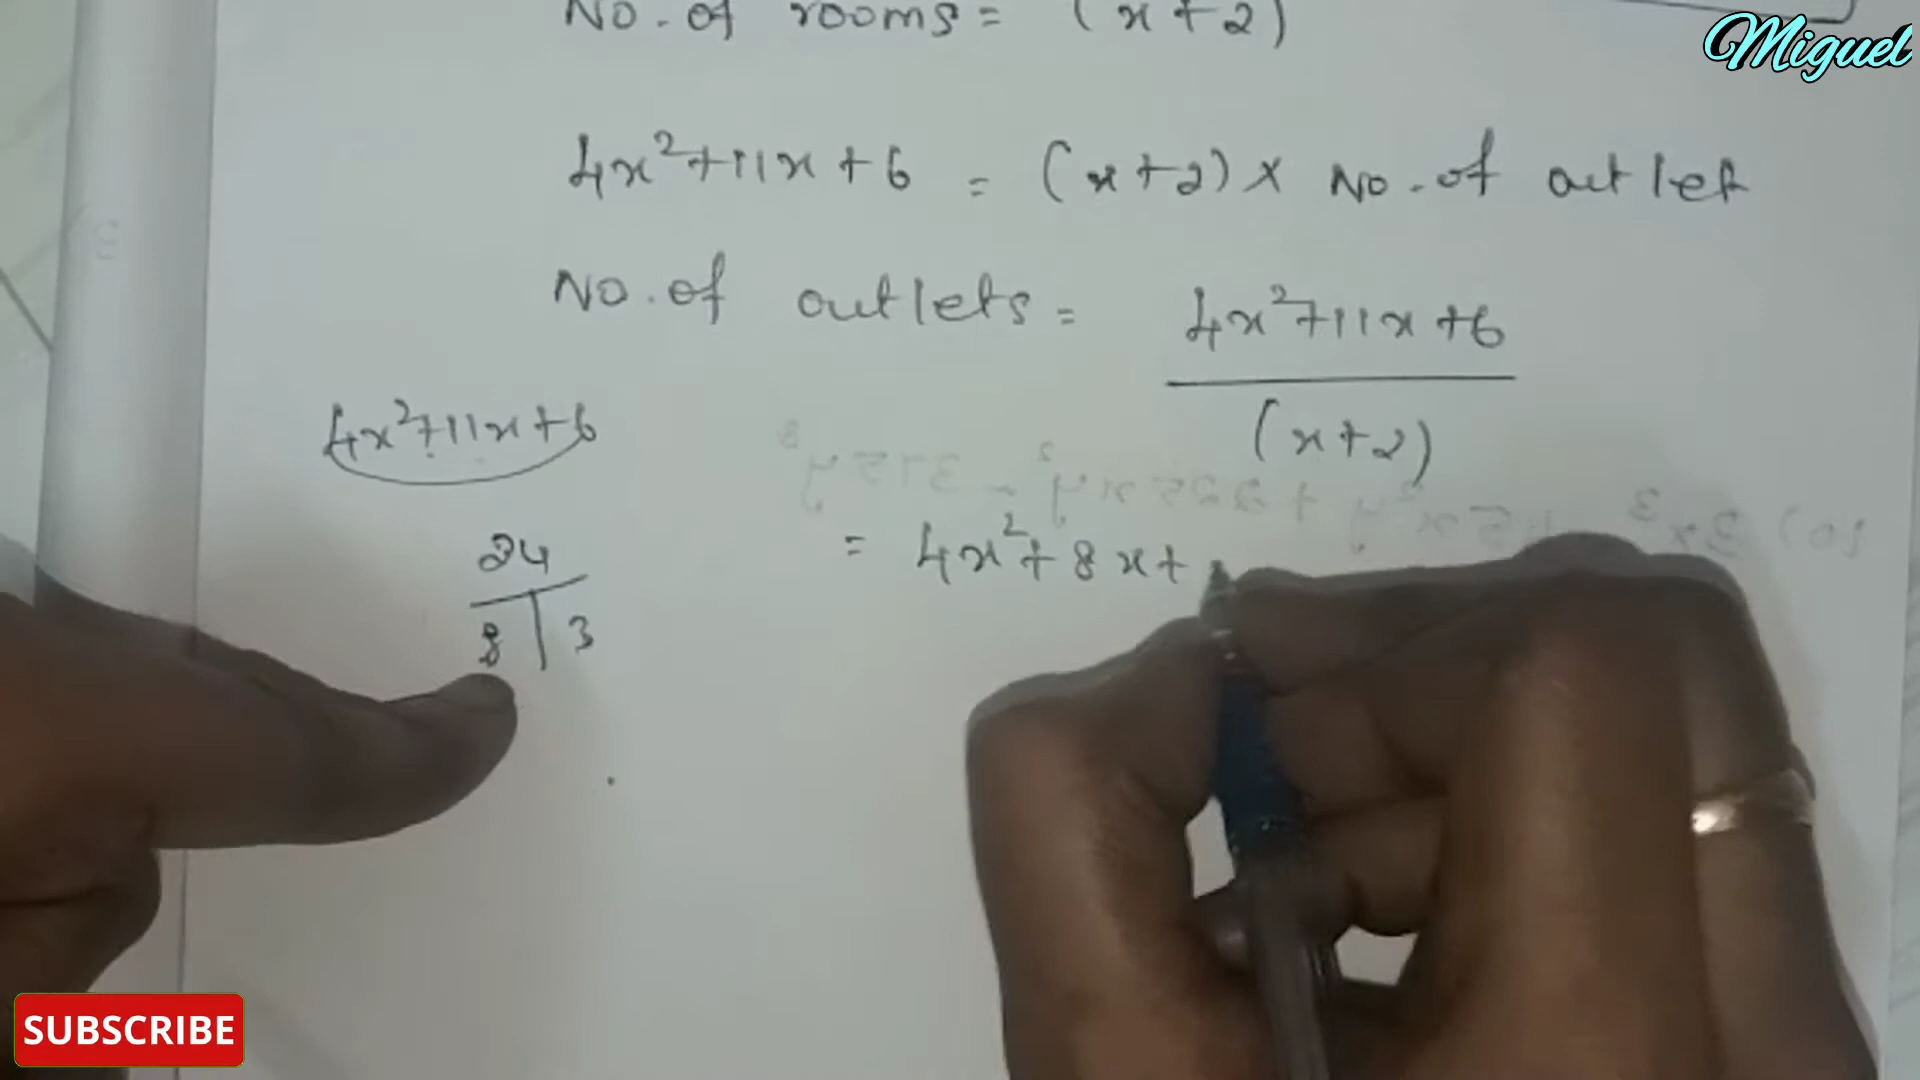 No. of rooms = (x+2)
Miguel
4x²+11x+6 = (x+2) × No. of outlet
No. of outlets = 4x²+11x+6
(x+2)
4x²+11x+6
= 4x²+8x+
24
8 | 3
SUBSCRIBE